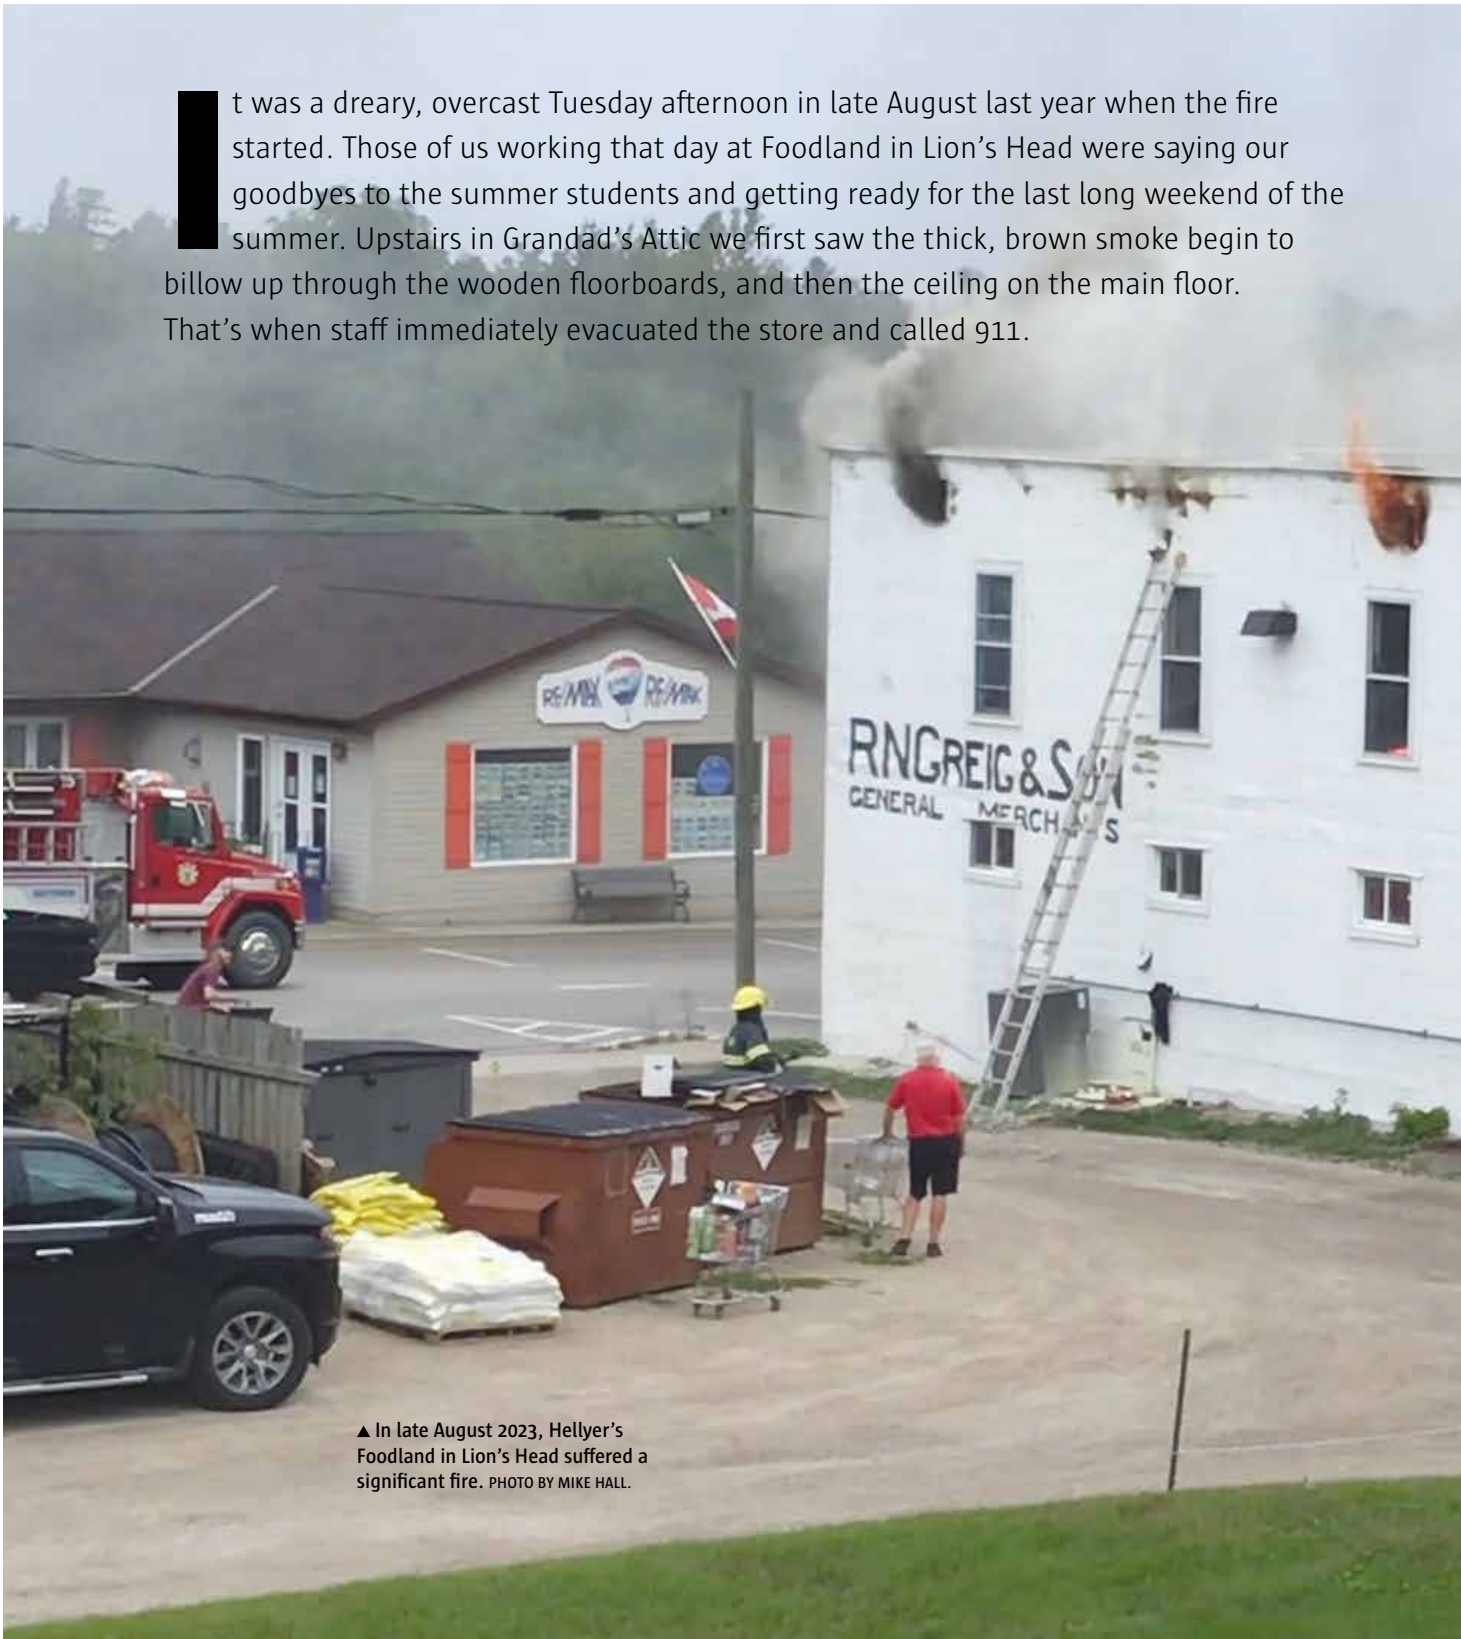 It was a dreary, overcast Tuesday afternoon in late August last year when the fire
started. Those of us working that day at Foodland in Lion's Head were saying our
goodbyes to the summer students and getting ready for the last long weekend of the
summer. Upstairs in Grandad's Attic we first saw the thick, brown smoke begin to
billow up through the wooden floorboards, and then the ceiling on the main floor.
That's when staff immediately evacuated the store and called 911.
RE/MAX RE/MAX
RN GREIG & SON
GENERAL
▲ In late August 2023, Hellyer's
Foodland in Lion's Head suffered a
significant fire. PHOTO BY MIKE HALL.